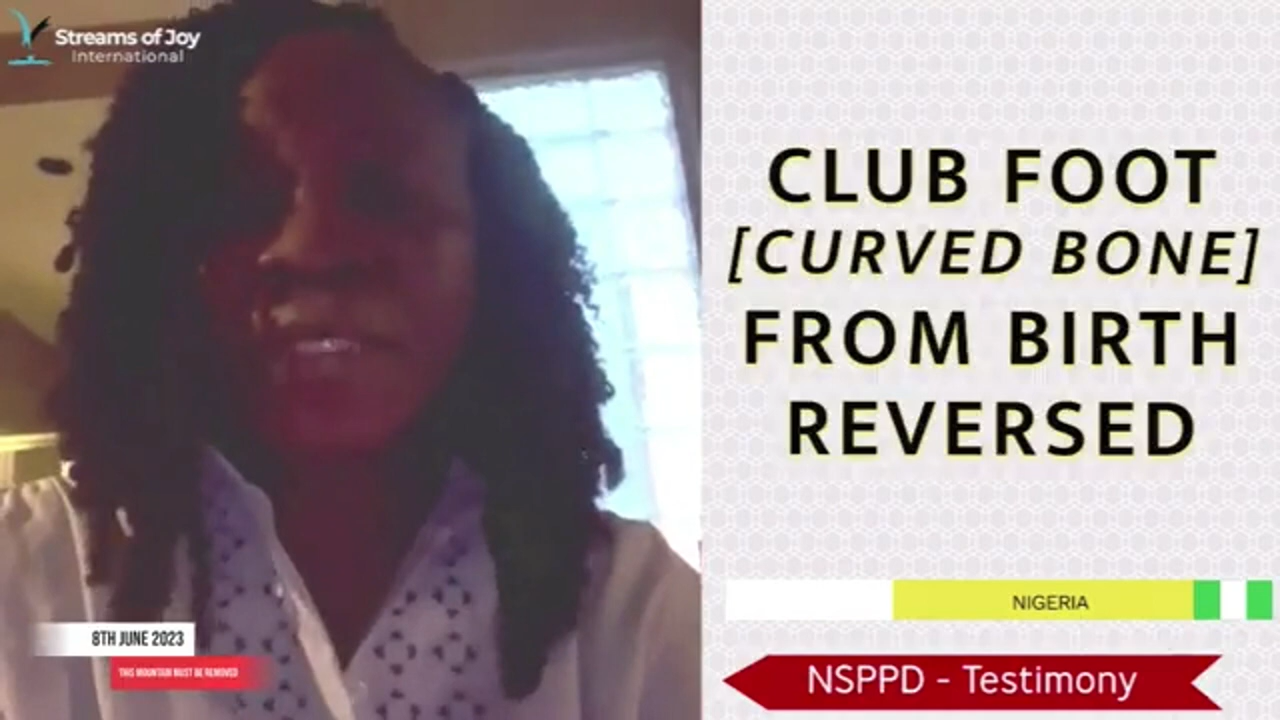 Streams of Joy
International
CLUB FOOT
[CURVED BONE]
FROM BIRTH
REVERSED
NIGERIA
8TH JUNE 2023
THIS MOUNTAIN MUST BE REMOVED
NSPPD - Testimony